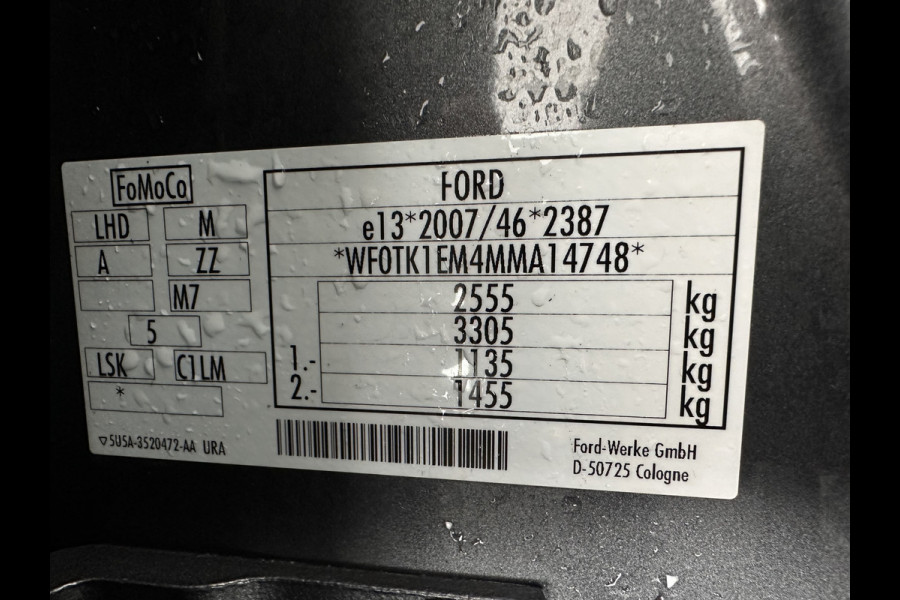 FoMoCo
LHD M
A ZZ
M7
5
LSK C1LM
*
▽5U5A-3520472-AA URA
FORD
e13*2007/46*2387
*WF0TK1EM4MMA14748*
2555 kg
3305 kg
1.- 1135 kg
2.- 1455 kg
Ford-Werke GmbH
D-50725 Cologne